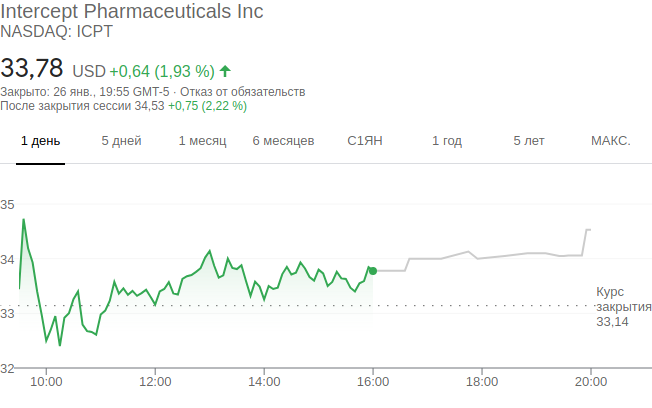 Intercept Pharmaceuticals Inc
NASDAQ: ICPT
33,78 USD +0,64 (1,93 %)
Закрыто: 26 янв., 19:55 GMT-5 · Отказ от обязательств
После закрытия сессии 34,53 +0,75 (2,22 %)
1 день 5 дней 1 месяц 6 месяцев С1ЯН 1 год 5 лет МАКС.
35
34
33
32
Курс
закрытия
33,14
10:00 12:00 14:00 16:00 18:00 20:00